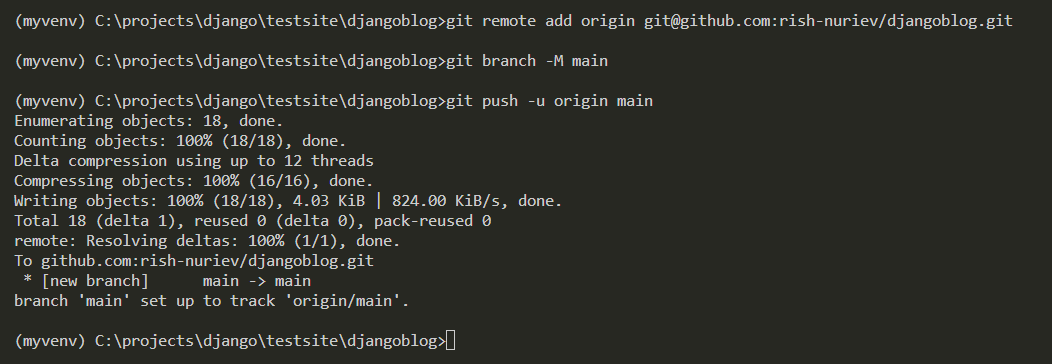 (myvenv) C:\projects\django\testsite\djangoblog>git remote add origin git@github.com:rish-nuriev/djangoblog.git
(myvenv) C:\projects\django\testsite\djangoblog>git branch -M main
(myvenv) C:\projects\django\testsite\djangoblog>git push -u origin main
Enumerating objects: 18, done.
Counting objects: 100% (18/18), done.
Delta compression using up to 12 threads
Compressing objects: 100% (16/16), done.
Writing objects: 100% (18/18), 4.03 KiB | 824.00 KiB/s, done.
Total 18 (delta 1), reused 0 (delta 0), pack-reused 0
remote: Resolving deltas: 100% (1/1), done.
To github.com:rish-nuriev/djangoblog.git
 * [new branch]      main -> main
branch 'main' set up to track 'origin/main'.
(myvenv) C:\projects\django\testsite\djangoblog>